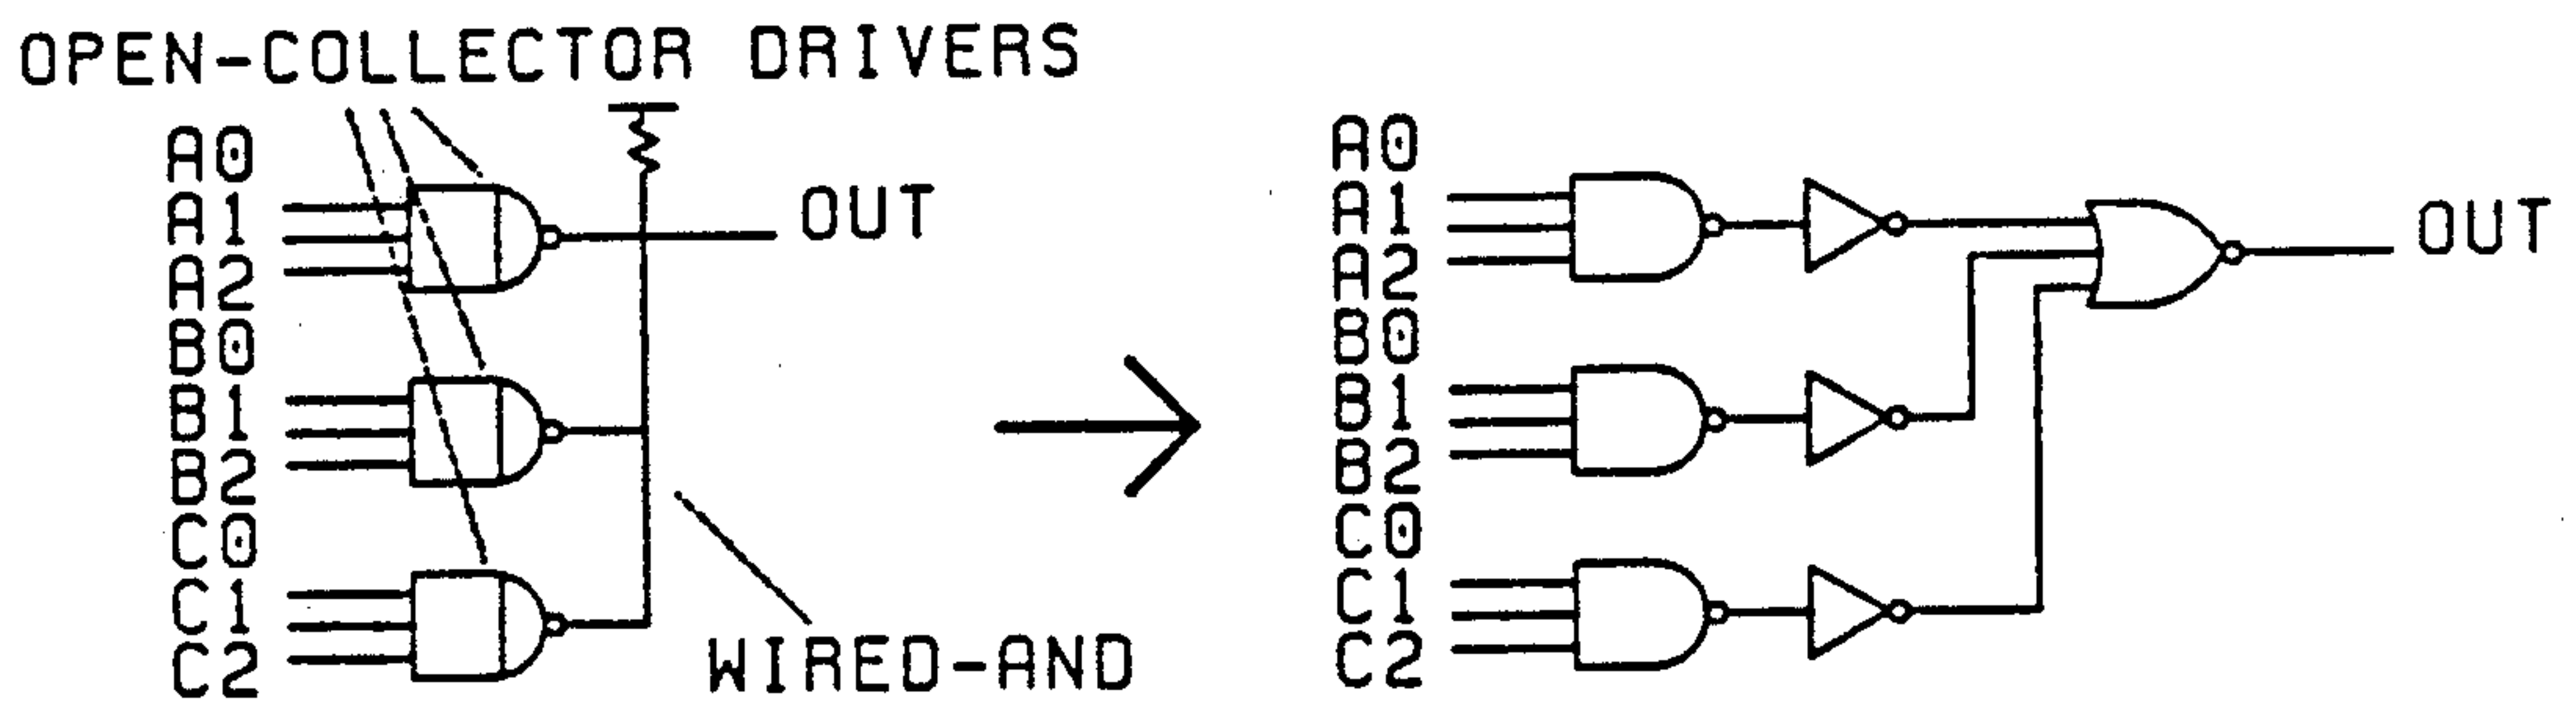 OPEN-COLLECTOR DRIVERS
A0
A1
A2
B0
B1
B2
C0
C1
C2
OUT
WIRED-AND
A0
A1
A2
B0
B1
B2
C0
C1
C2
OUT